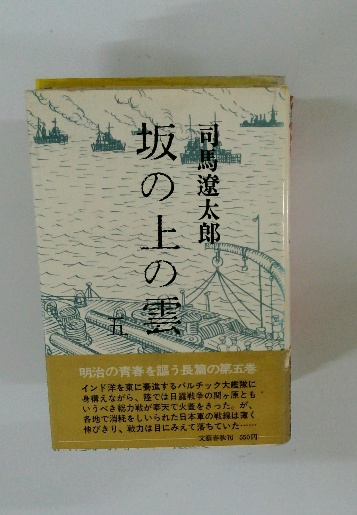 司馬遼太郎
坂の上の雲
五
明治の青春を謳う長篇の第五巻
インド洋を東に養進するバルチック大艦隊に
身構えながら、陸では日露戦争の関ヶ原とも
いうべき総力戦が奉天で火蓋をきった。が、
各地で消耗をしいられた日本軍の戦線は薄く
伸びきり、戦力は目にみえて落ちていた……
文藝春秋刊 550円